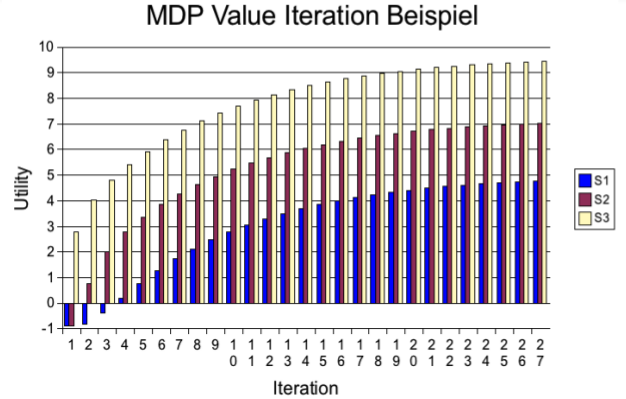 MDP Value Iteration Beispiel
10
9
8
7
6
5
4
3
2
1
0
-1
Utility
1 2 3 4 5 6 7 8 9 10 11 12 13 14 15 16 17 18 19 20 21 22 23 24 25 26 27
Iteration
S1
S2
S3